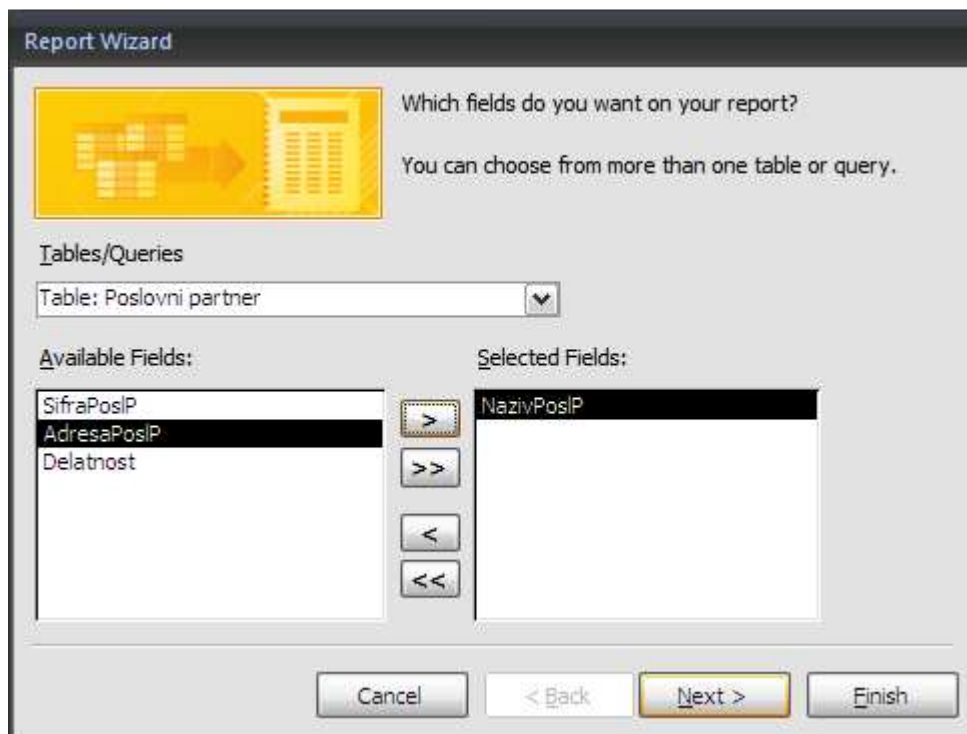 Report Wizard
Which fields do you want on your report?
You can choose from more than one table or query.
Tables/Queries
Table: Poslovni partner
Available Fields:
Selected Fields:
SifraPoslP
AdresaPoslP
Delatnost
>
>>
<
<<
NazivPoslP
Cancel
< Back
Next >
Finish